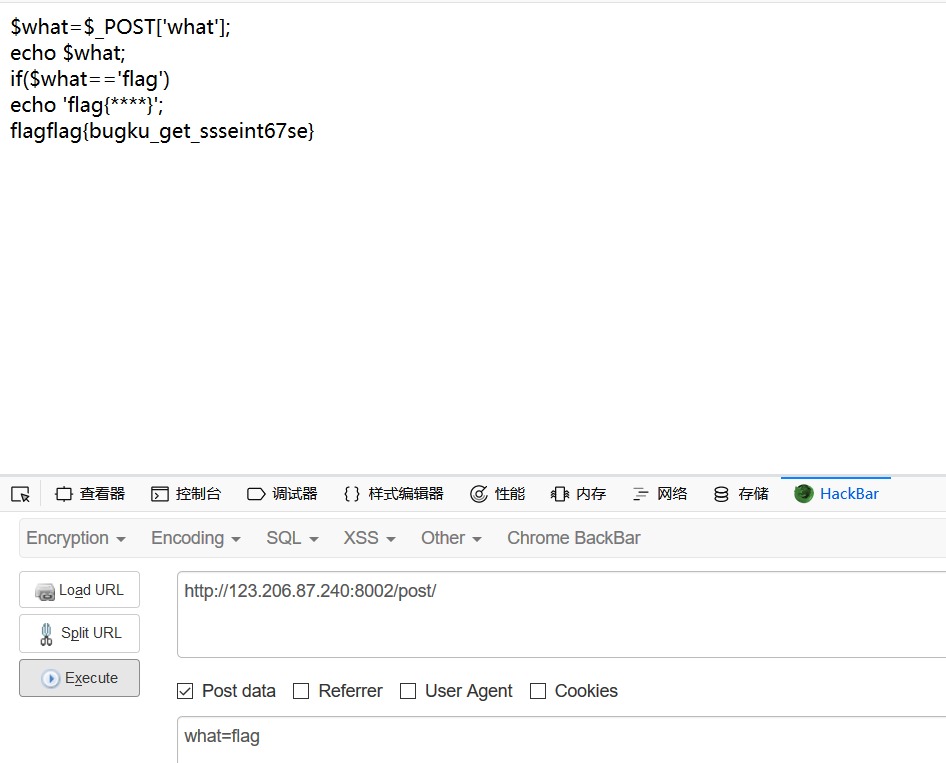 $what=$_POST['what'];
echo $what;
if($what=='flag')
echo 'flag{****}';
flagflag{bugku_get_ssseint67se}
查看器 控制台 调试器 {} 样式编辑器 性能 内存 网络 存储 HackBar
Encryption Encoding SQL XSS Other Chrome BackBar
Load URL
http://123.206.87.240:8002/post/
Split URL
Execute
Post data Referrer User Agent Cookies
what=flag